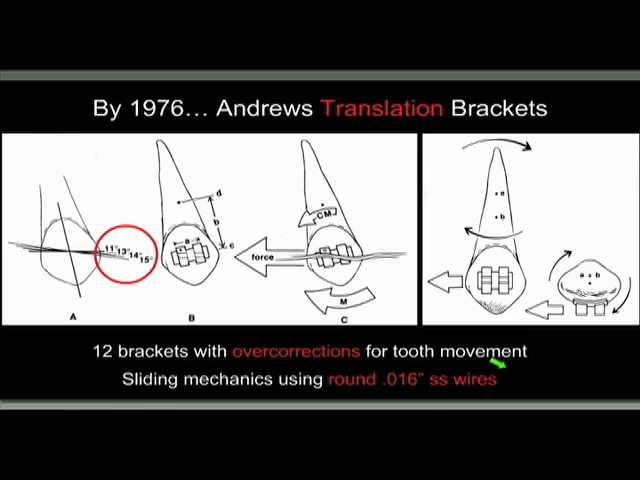 By 1976... Andrews Translation Brackets
11° 13° 14° 15°
A
d
b
a
c
B
CM
force
M
C
a
b
a b
12 brackets with overcorrections for tooth movement
Sliding mechanics using round .016” ss wires